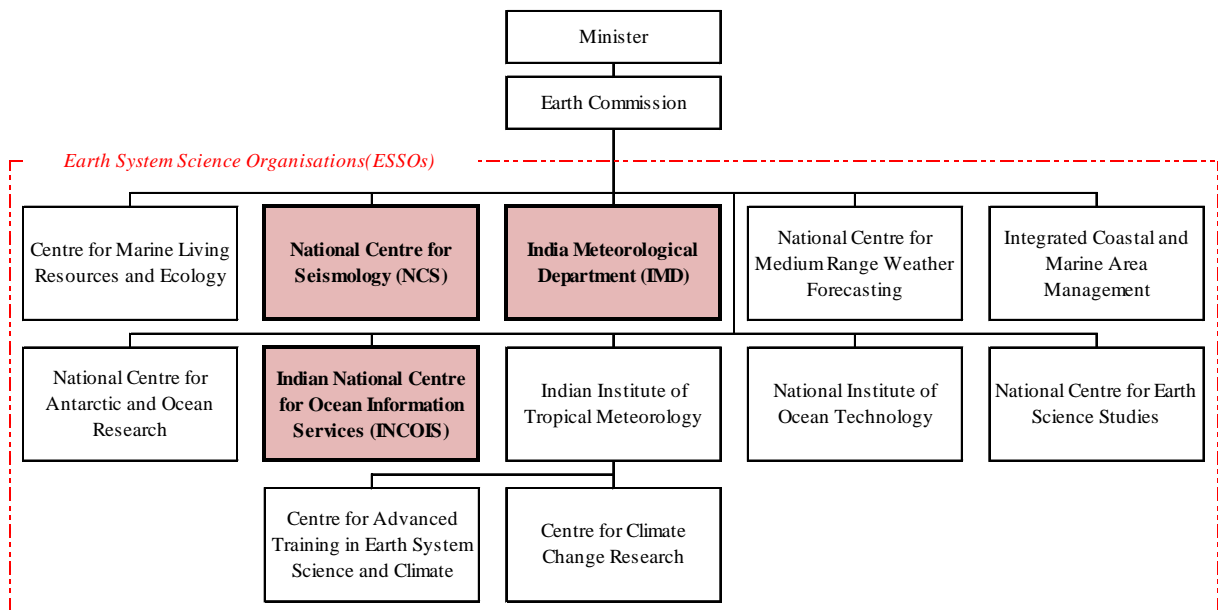 Minister
Earth Commission
Earth System Science Organisations(ESSOs)
Centre for Marine Living
Resources and Ecology
National Centre for
Seismology (NCS)
India Meteorological
Department (IMD)
National Centre for
Medium Range Weather
Forecasting
Integrated Coastal and
Marine Area
Management
National Centre for
Antarctic and Ocean
Research
Indian National Centre
for Ocean Information
Services (INCOIS)
Indian Institute of
Tropical Meteorology
National Institute of
Ocean Technology
National Centre for Earth
Science Studies
Centre for Advanced
Training in Earth System
Science and Climate
Centre for Climate
Change Research